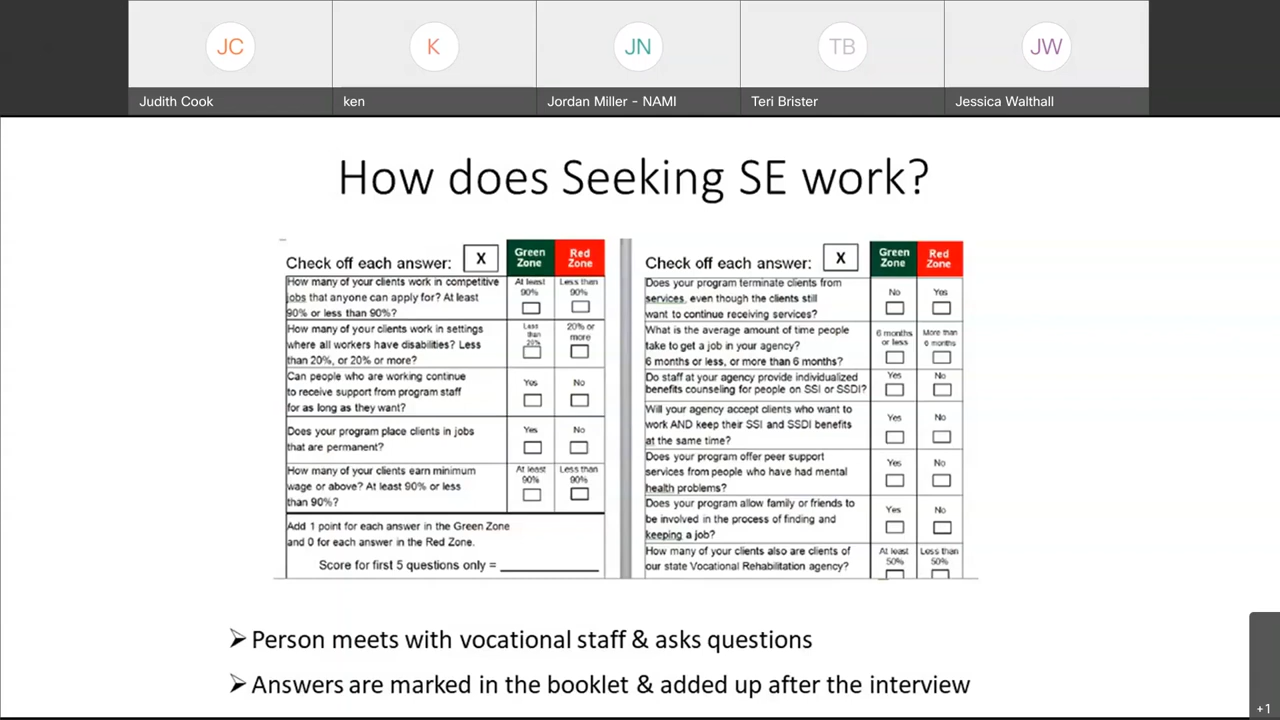 JC
K
JN
TB
JW
Judith Cook
ken
Jordan Miller - NAMI
Teri Brister
Jessica Walthall
How does Seeking SE work?
Check off each answer: X Green Zone Red Zone
How many of your clients work in competitive
jobs that anyone can apply for? At least
90% or less than 90%?
At least 90%
Less than 90%
How many of your clients work in settings
where all workers have disabilities? Less
than 20%, or 20% or more?
Less than 20%
20% or more
Can people who are working continue
to receive support from program staff
for as long as they want?
Yes
No
Does your program place clients in jobs
that are permanent?
Yes
No
How many of your clients earn minimum
wage or above? At least 90% or less
than 90%?
At least 90%
Less than 90%
Add 1 point for each answer in the Green Zone
and 0 for each answer in the Red Zone.
Score for first 5 questions only =
Check off each answer: X Green Zone Red Zone
Does your program terminate clients from
services, even though the clients still
want to continue receiving services?
No
Yes
What is the average amount of time people
take to get a job in your agency?
6 months or less, or more than 6 months?
6 months or less
More than 6 months
Do staff at your agency provide individualized
benefits counseling for people on SSI or SSDI?
Yes
No
Will your agency accept clients who want to
work AND keep their SSI and SSDI benefits
at the same time?
Yes
No
Does your program offer peer support
services from people who have had mental
health problems?
Yes
No
Does your program allow family or friends to
be involved in the process of finding and
keeping a job?
Yes
No
How many of your clients also are clients of
our state Vocational Rehabilitation agency?
At least 50%
Less than 50%
➢ Person meets with vocational staff & asks questions
➢ Answers are marked in the booklet & added up after the interview
+1